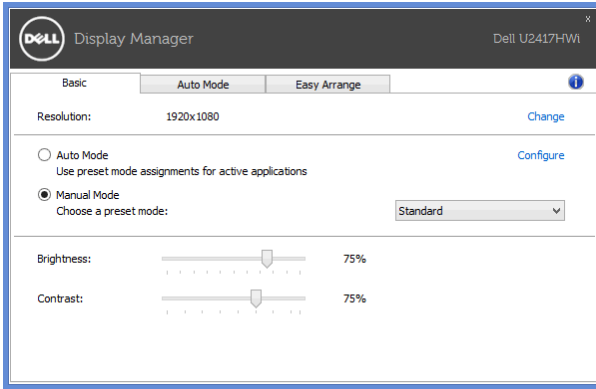 DELL Display Manager Dell U2417HWi
Basic Auto Mode Easy Arrange
Resolution: 1920x1080 Change
Auto Mode Configure
Use preset mode assignments for active applications
Manual Mode
Choose a preset mode: Standard
Brightness: 75%
Contrast: 75%